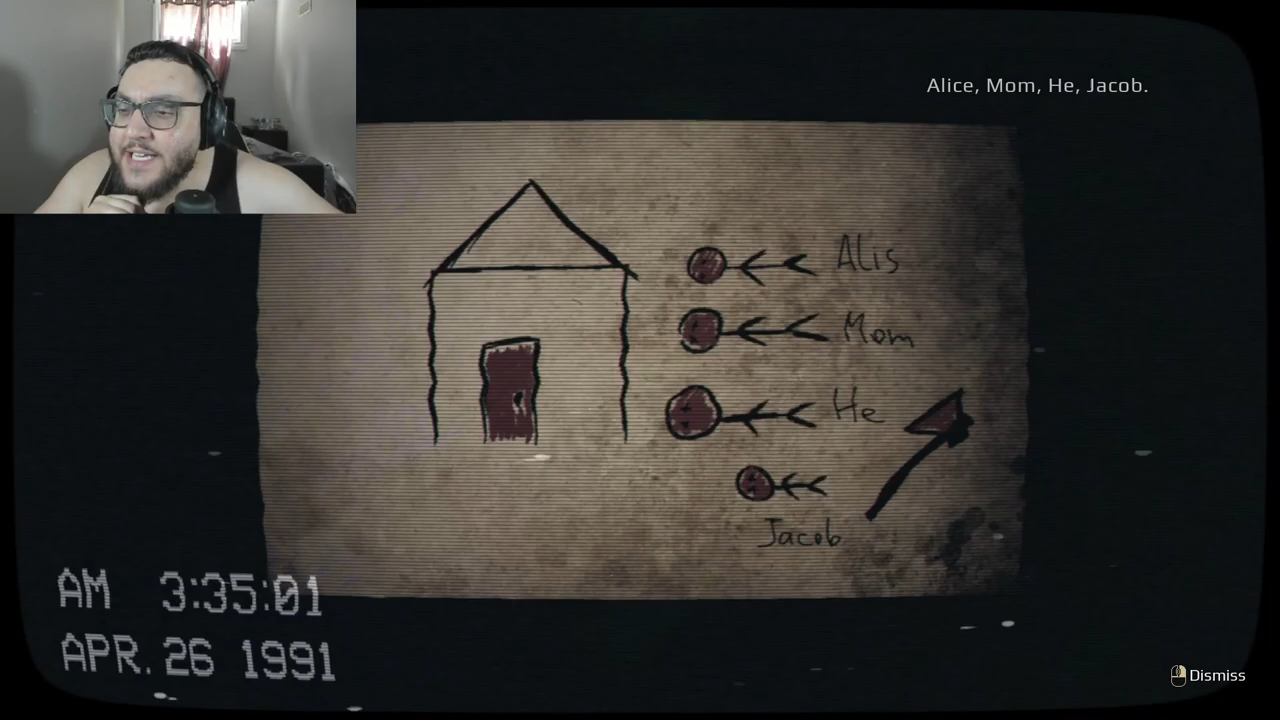 Alice, Mom, He, Jacob.
Alis
Mom
He
Jacob
AM 3:35:01
APR. 26 1991
Dismiss